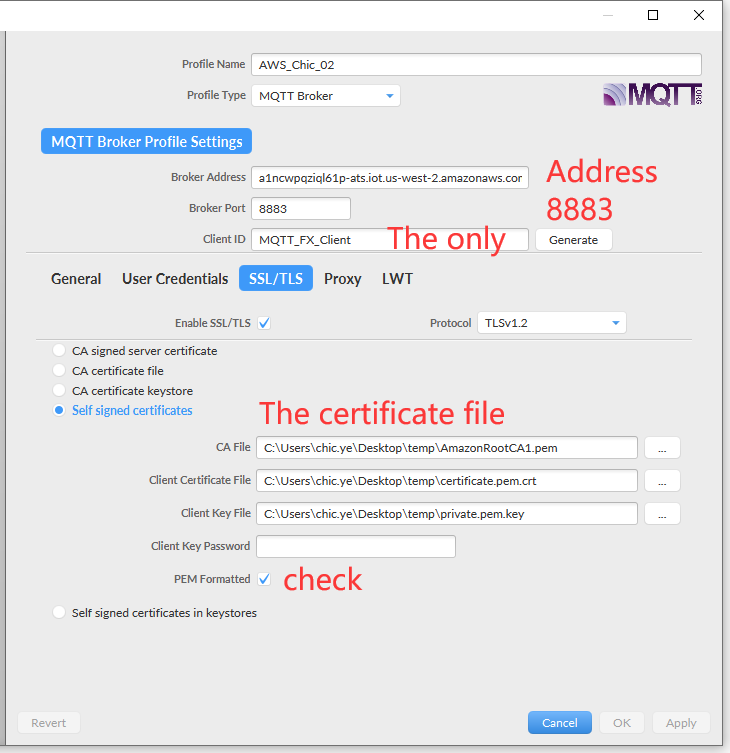 Profile Name AWS_Chic_02
Profile Type MQTT Broker MQTT.ORG
MQTT Broker Profile Settings
Broker Address a1ncwpqziql61p-ats.iot.us-west-2.amazonaws.cor Address
Broker Port 8883 8883
Client ID MQTT_FX_Client The only Generate
General User Credentials SSL/TLS Proxy LWT
Enable SSL/TLS Protocol TLSv1.2
CA signed server certificate
CA certificate file
CA certificate keystore
Self signed certificates The certificate file
CA File C:\Users\chic.ye\Desktop\temp\AmazonRootCA1.pem ...
Client Certificate File C:\Users\chic.ye\Desktop\temp\certificate.pem.crt ...
Client Key File C:\Users\chic.ye\Desktop\temp\private.pem.key ...
Client Key Password
PEM Formatted check
Self signed certificates in keystores
Revert Cancel OK Apply